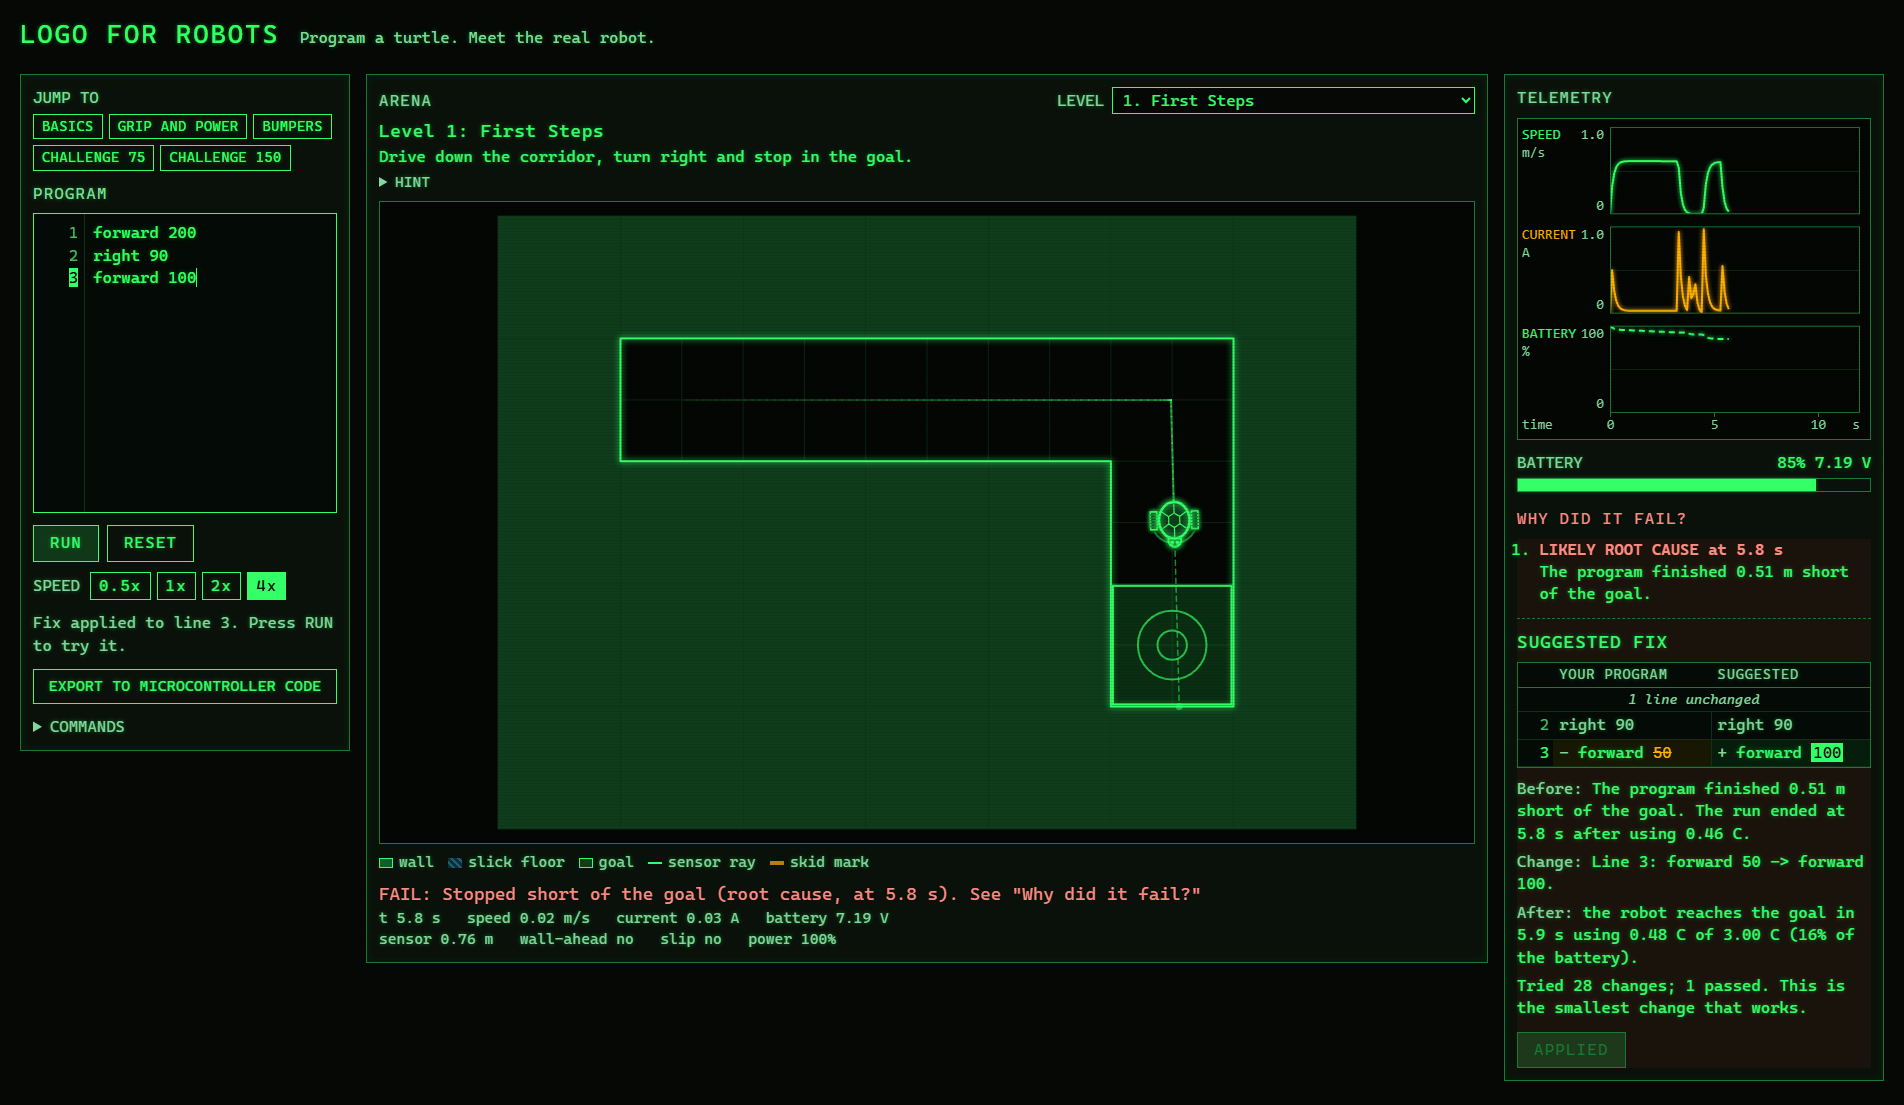 LOGO FOR ROBOTS Program a turtle. Meet the real robot.
JUMP TO
BASICS GRIP AND POWER BUMPERS
CHALLENGE 75 CHALLENGE 150
PROGRAM
1 forward 200
2 right 90
3 forward 100
RUN RESET
SPEED 0.5x 1x 2x 4x
Fix applied to line 3. Press RUN
to try it.
EXPORT TO MICROCONTROLLER CODE
▶ COMMANDS
ARENA LEVEL 1. First Steps
Level 1: First Steps
Drive down the corridor, turn right and stop in the goal.
▶ HINT
wall slick floor goal sensor ray skid mark
FAIL: Stopped short of the goal (root cause, at 5.8 s). See "Why did it fail?"
t 5.8 s speed 0.02 m/s current 0.03 A battery 7.19 V
sensor 0.76 m wall-ahead no slip no power 100%
TELEMETRY
SPEED 1.0
m/s
0
CURRENT 1.0
A
0
BATTERY 100
%
0
time 0 5 10 s
BATTERY 85% 7.19 V
WHY DID IT FAIL?
1. LIKELY ROOT CAUSE at 5.8 s
The program finished 0.51 m short
of the goal.
SUGGESTED FIX
YOUR PROGRAM SUGGESTED
1 line unchanged
2 right 90 right 90
3 - forward 50 + forward 100
Before: The program finished 0.51 m
short of the goal. The run ended at
5.8 s after using 0.46 C.
Change: Line 3: forward 50 -> forward
100.
After: the robot reaches the goal in
5.9 s using 0.48 C of 3.00 C (16% of
the battery).
Tried 28 changes; 1 passed. This is
the smallest change that works.
APPLIED